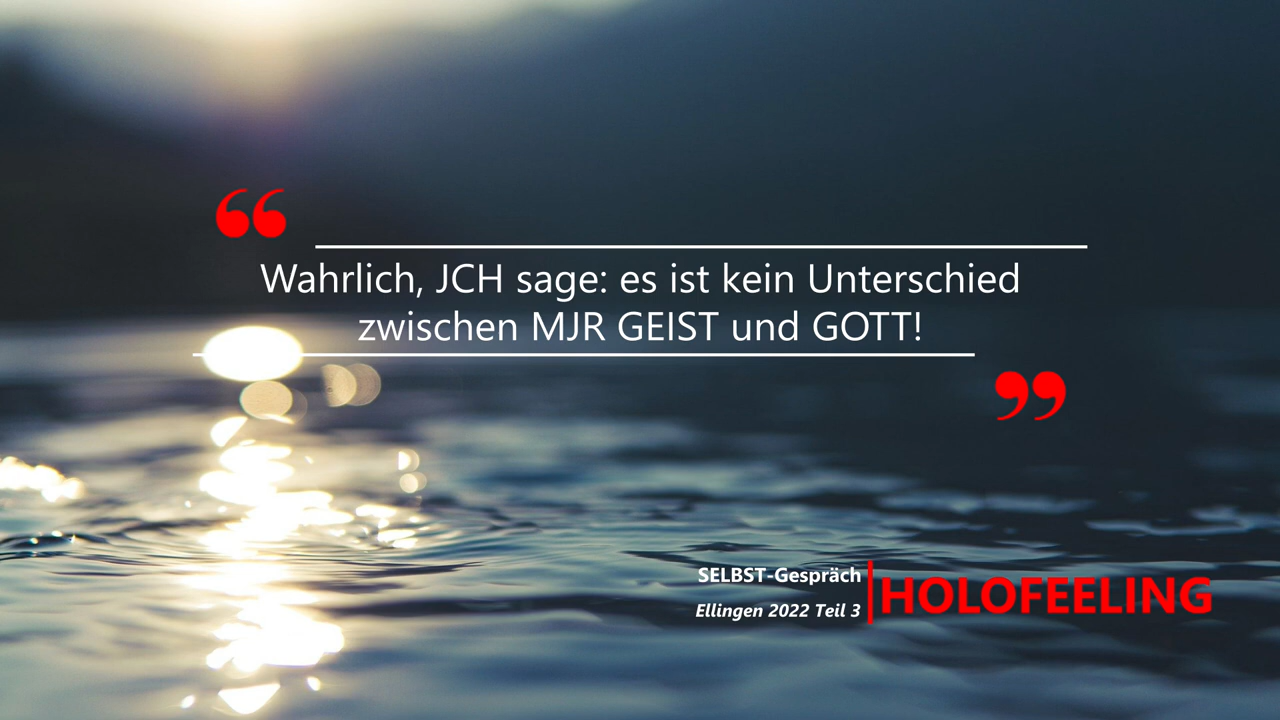 “
Wahrlich, JCH sage: es ist kein Unterschied
zwischen MJR GEIST und GOTT!
”
SELBST-Gespräch
Ellingen 2022 Teil 3
HOLOFEELING